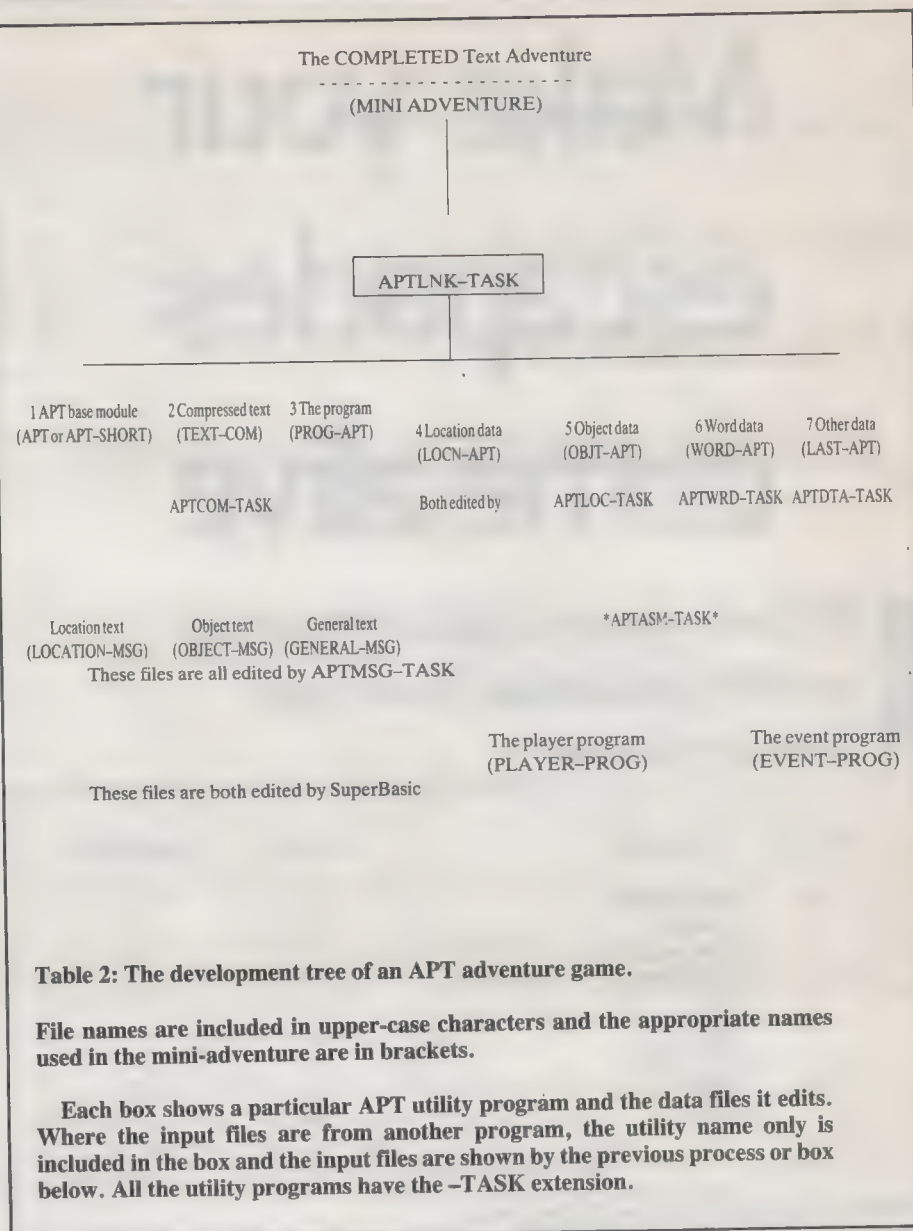 The COMPLETED Text Adventure
- - - - - - - - - - - - - - - - - - - - -
(MINI ADVENTURE)
APTLNK–TASK
1 APT base module 2 Compressed text 3 The program 4 Location data 5 Object data 6 Word data 7 Other data
(APT or APT–SHORT) (TEXT–COM) (PROG–APT) (LOCN–APT) (OBJT–APT) (WORD–APT) (LAST–APT)
APTCOM–TASK Both edited by APTLOC–TASK APTWRD–TASK APTDTA–TASK
Location text Object text General text *APTASM–TASK*
(LOCATION–MSG) (OBJECT–MSG) (GENERAL–MSG)
These files are all edited by APTMSG–TASK
The player program The event program
(PLAYER–PROG) (EVENT–PROG)
These files are both edited by SuperBasic
Table 2: The development tree of an APT adventure game.
File names are included in upper-case characters and the appropriate names
used in the mini-adventure are in brackets.
Each box shows a particular APT utility program and the data files it edits.
Where the input files are from another program, the utility name only is
included in the box and the input files are shown by the previous process or box
below. All the utility programs have the –TASK extension.